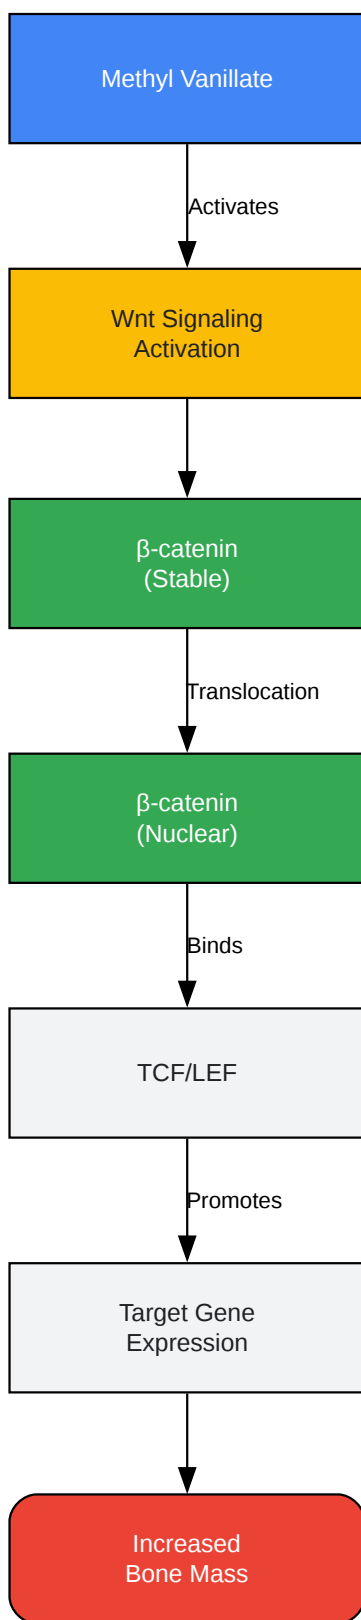 Methyl Vanillate
Activates
Wnt Signaling
Activation
β-catenin
(Stable)
Translocation
β-catenin
(Nuclear)
Binds
TCF/LEF
Promotes
Target Gene
Expression
Increased
Bone Mass